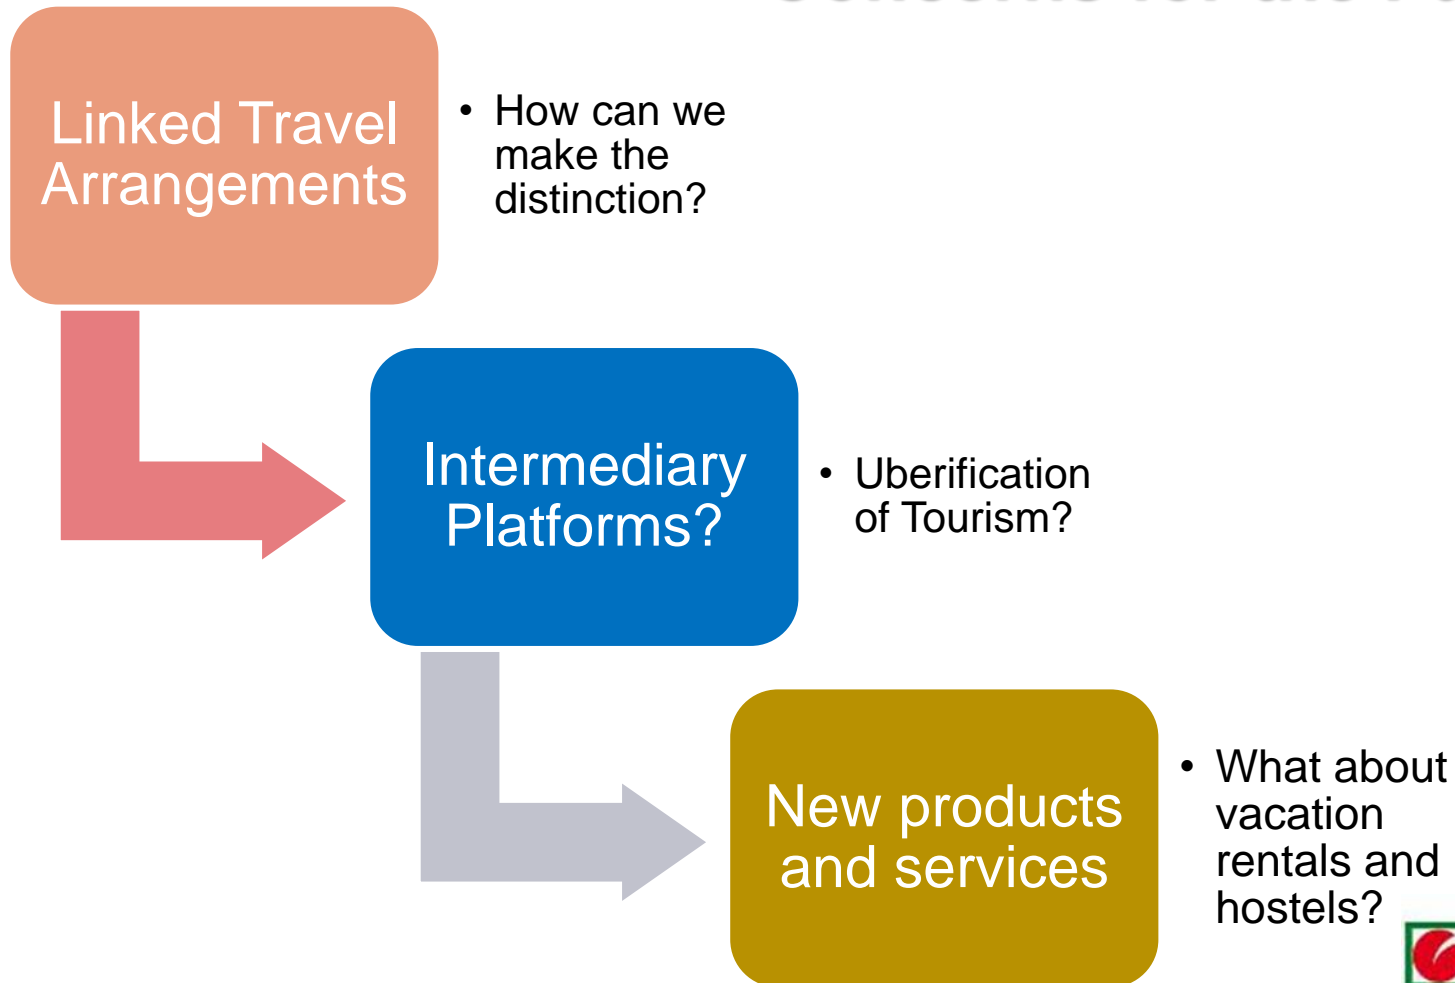 Linked Travel
Arrangements
• How can we
make the
distinction?
Intermediary
Platforms?
• Uberification
of Tourism?
New products
and services
• What about
vacation
rentals and
hostels?